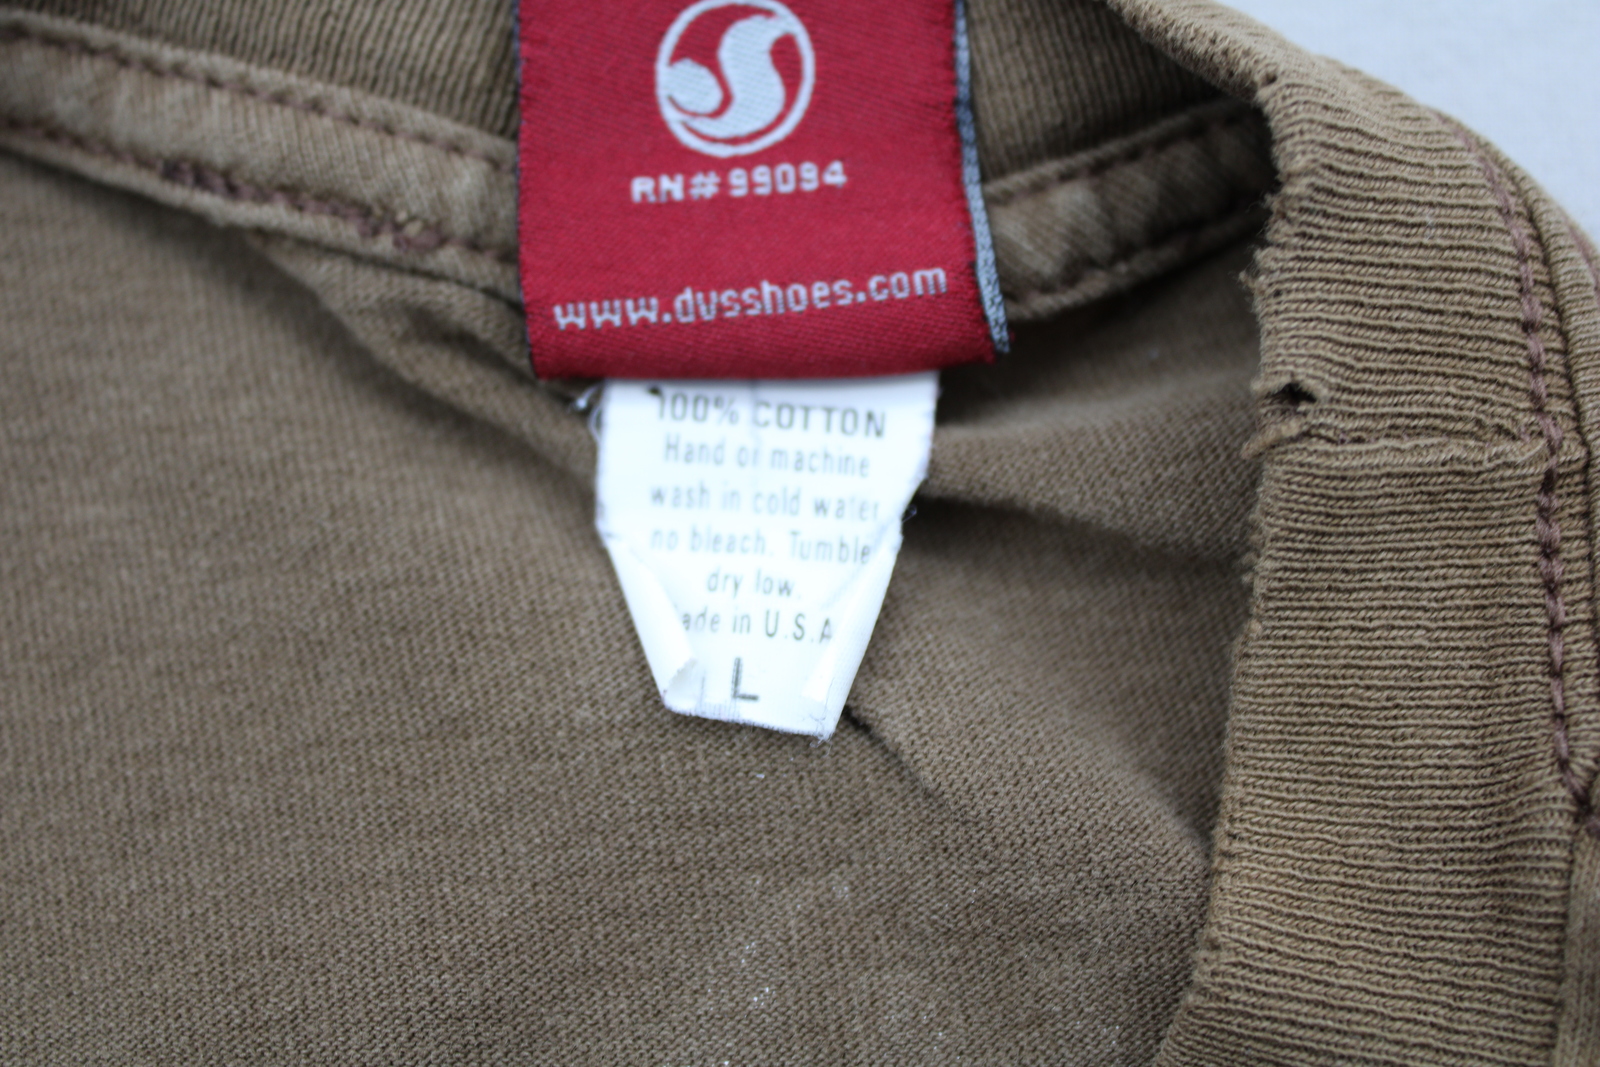 RN#99094
www.dvsshoes.com
100% COTTON
Hand or machine
wash in cold water
no bleach. Tumble
dry low.
ade in U.S.A
L